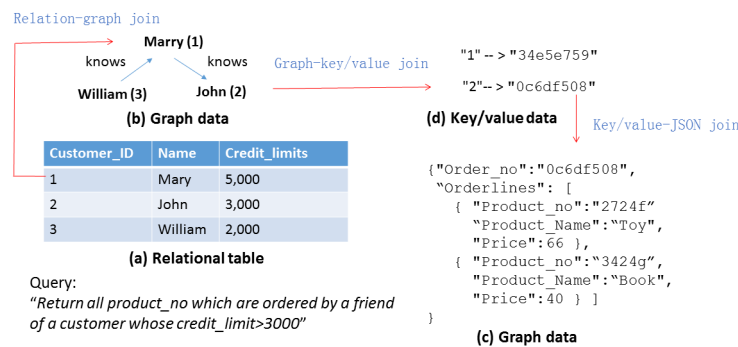 Relation-graph join
Marry (1)
knows
knows
William (3)
John (2)
(b) Graph data
Graph-key/value join
"1" -- > "34e5e759"
"2"-- > "0c6df508"
(d) Key/value data
Key/value-JSON join
Customer_ID Name Credit_limits
1 Mary 5,000
2 John 3,000
3 William 2,000
(a) Relational table
Query:
“Return all product_no which are ordered by a friend
of a customer whose credit_limit>3000”
{"Order_no":"0c6df508",
“Orderlines": [
{ "Product_no":"2724f”
“Product_Name":“Toy”,
"Price":66 },
{ "Product_no":“3424g”,
"Product_Name":“Book”,
"Price":40 } ]
}
(c) Graph data